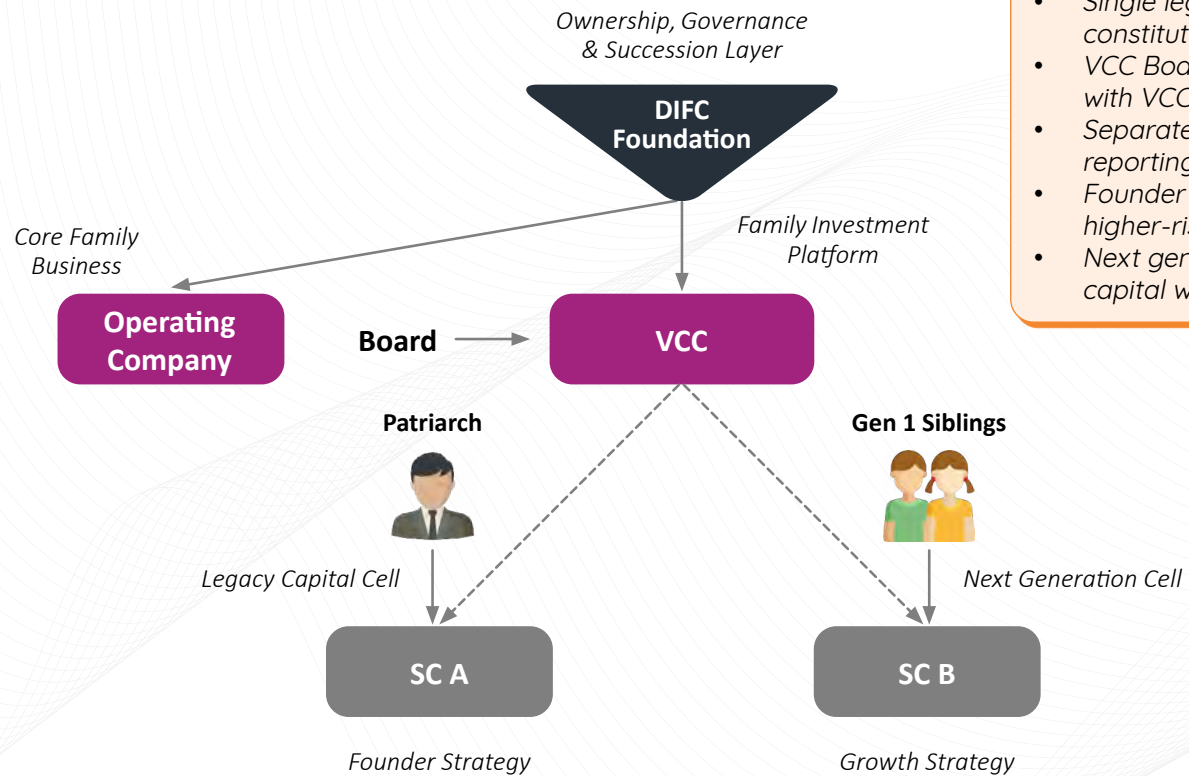 Ownership, Governance
& Succession Layer
DIFC
Foundation
Core Family
Business
Family Investment
Platform
Operating
Company
Board
VCC
Patriarch
Gen 1 Siblings
Legacy Capital Cell
Next Generation Cell
SC A
SC B
Founder Strategy
Growth Strategy
• Single
• VCC
with VCC
• Separate
reporting
• Founder
• Next
capital